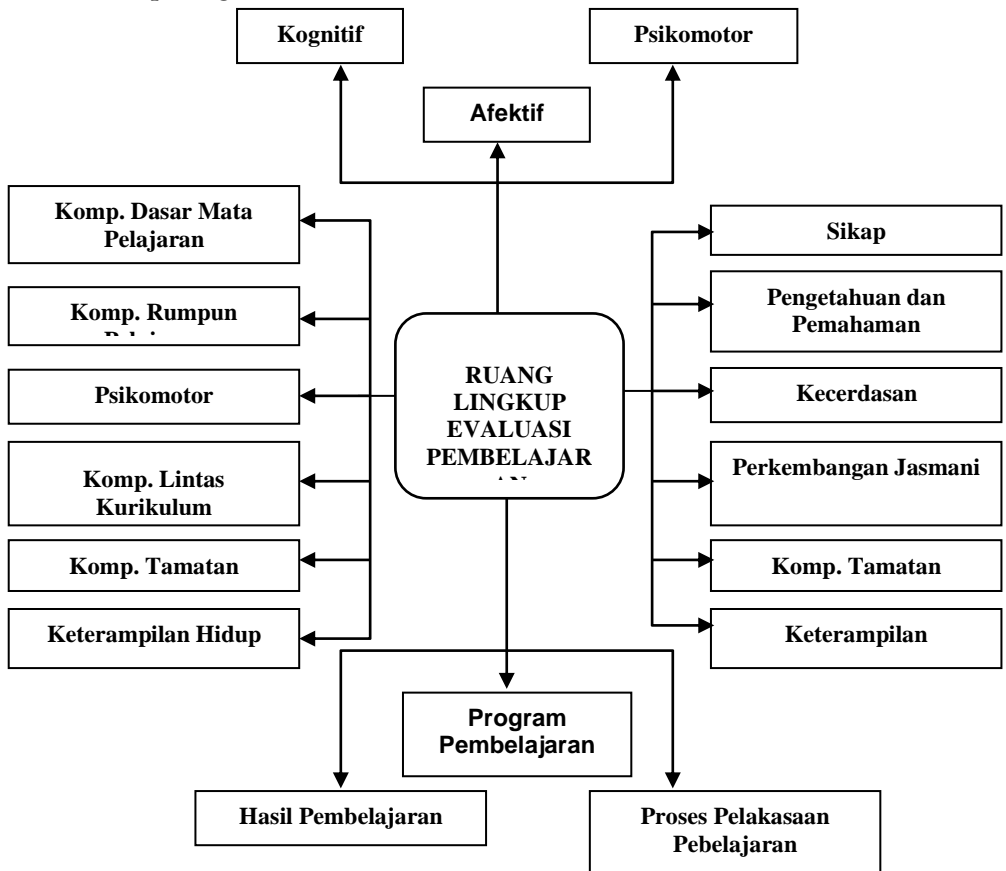 Kognitif
Psikomotor
Afektif
Komp. Dasar Mata
Pelajaran
Komp. Rumpun
Psikomotor
Komp. Lintas
Kurikulum
Komp. Tamatan
Keterampilan Hidup
RUANG
LINGKUP
EVALUASI
PEMBELAJAR
AN
Sikap
Pengetahuan dan
Pemahaman
Kecerdasan
Perkembangan Jasmani
Komp. Tamatan
Keterampilan
Program
Pembelajaran
Hasil Pembelajaran
Proses Pelakasaan
Pebelajaran